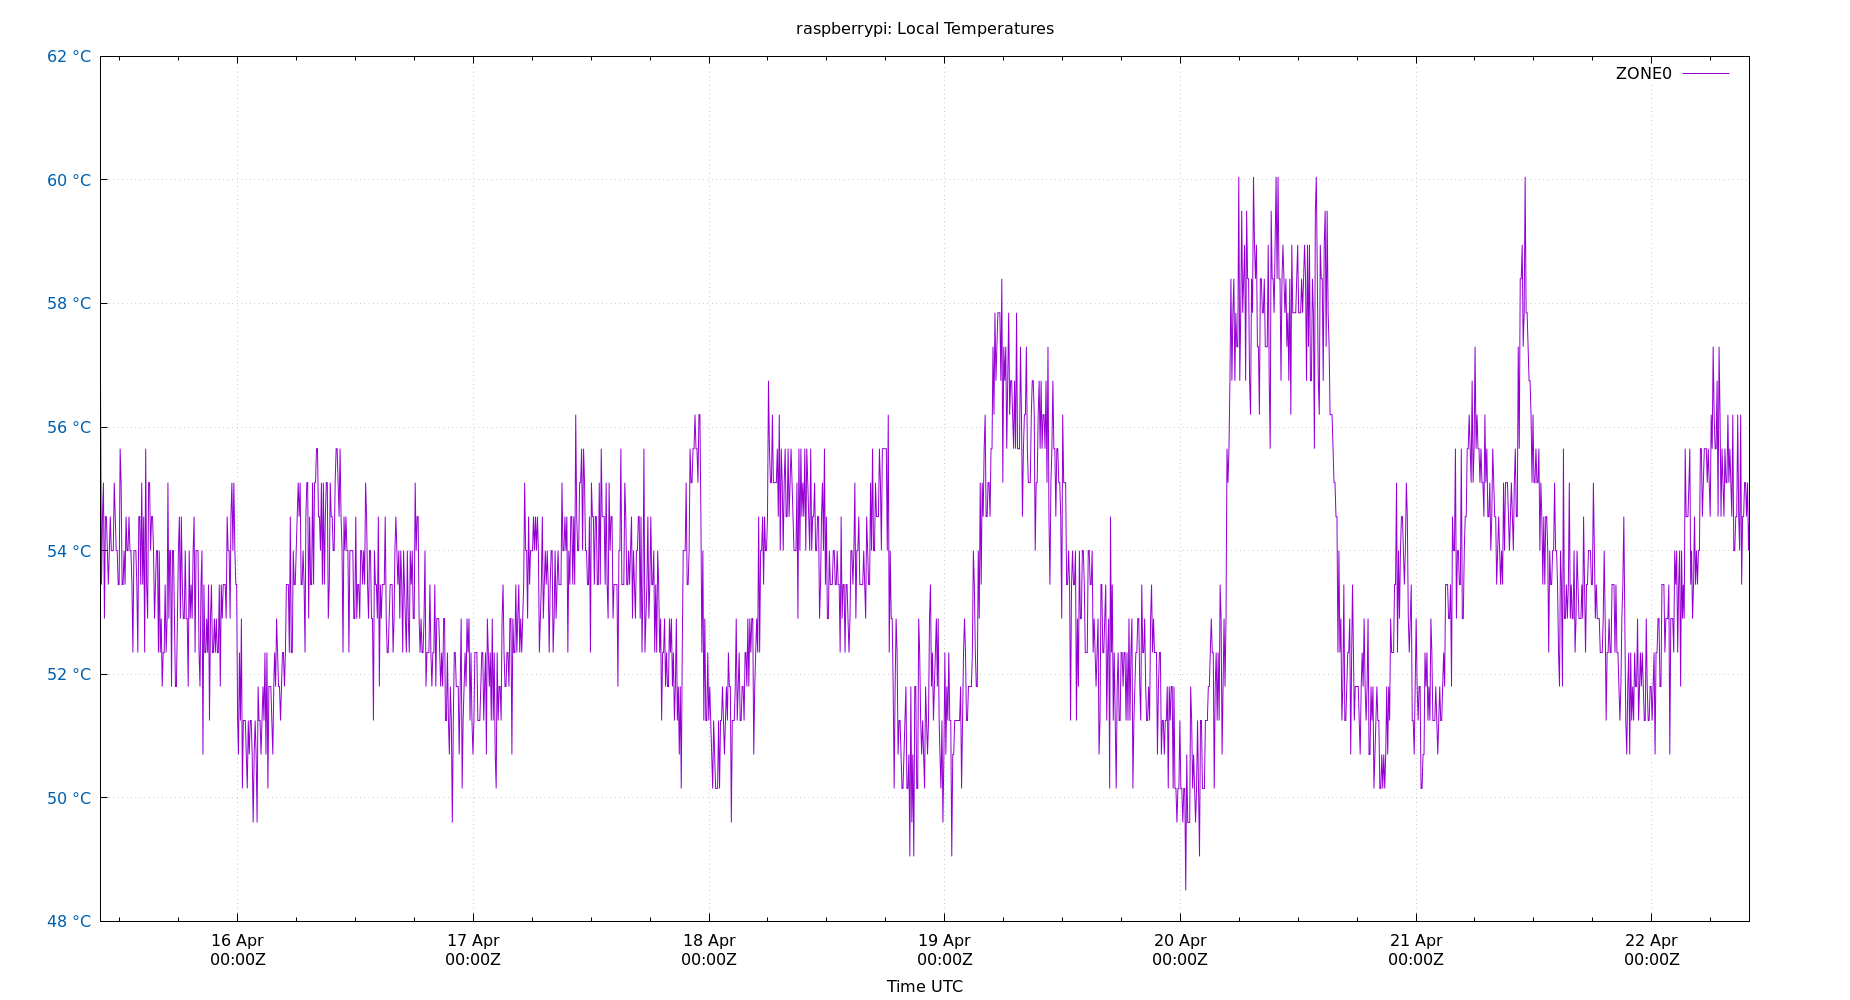 raspberrypi: Local Temperatures
ZONE0
62 °C
60 °C
58 °C
56 °C
54 °C
52 °C
50 °C
48 °C
16 Apr 17 Apr 18 Apr 19 Apr 20 Apr 21 Apr 22 Apr
00:00Z 00:00Z 00:00Z 00:00Z 00:00Z 00:00Z 00:00Z
Time UTC